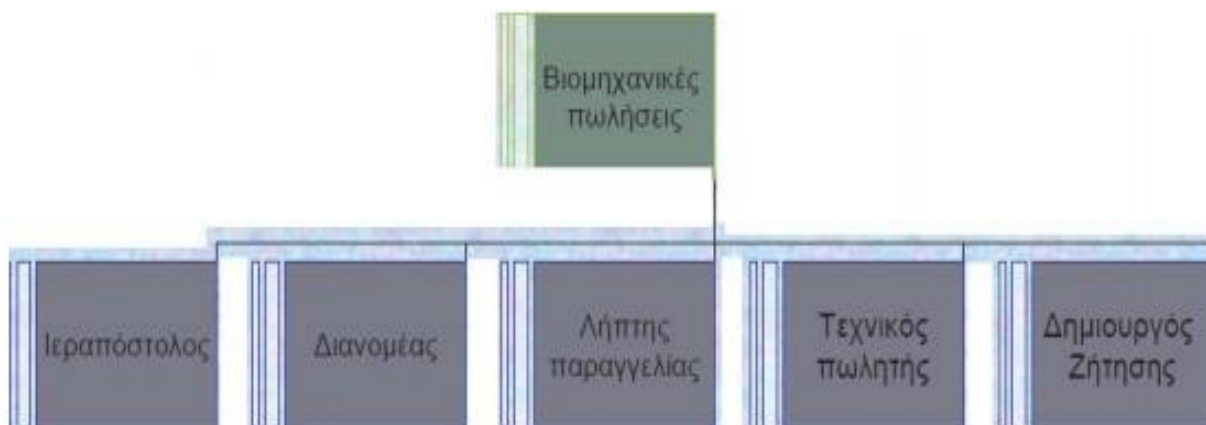 Βιομηχανικές
πωλήσεις
Ιεραπόστολος
Διανομέας
Λήπτης
παραγγελίας
Τεχνικός
πωλητής
Δημιουργός
Ζήτησης